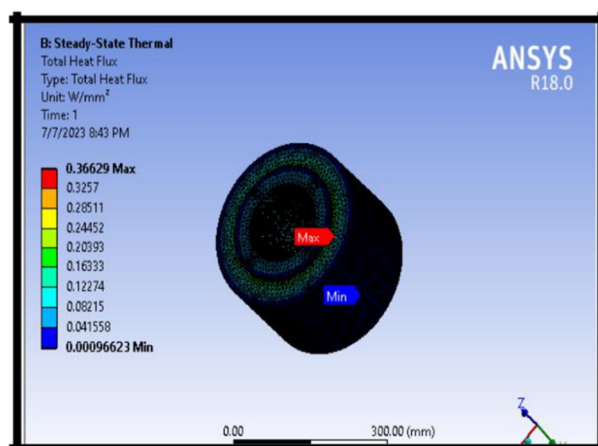 B: Steady-State Thermal
Total Heat Flux
Type: Total Heat Flux
Unit: W/mm²
Time: 1
7/7/2023 8:43 PM
ANSYS
R18.0
0.36629 Max
0.3257
0.28511
0.24452
0.20393
0.16333
0.12274
0.08215
0.041558
0.00096623 Min
Max
Min
0.00
300.00 (mm)
Z